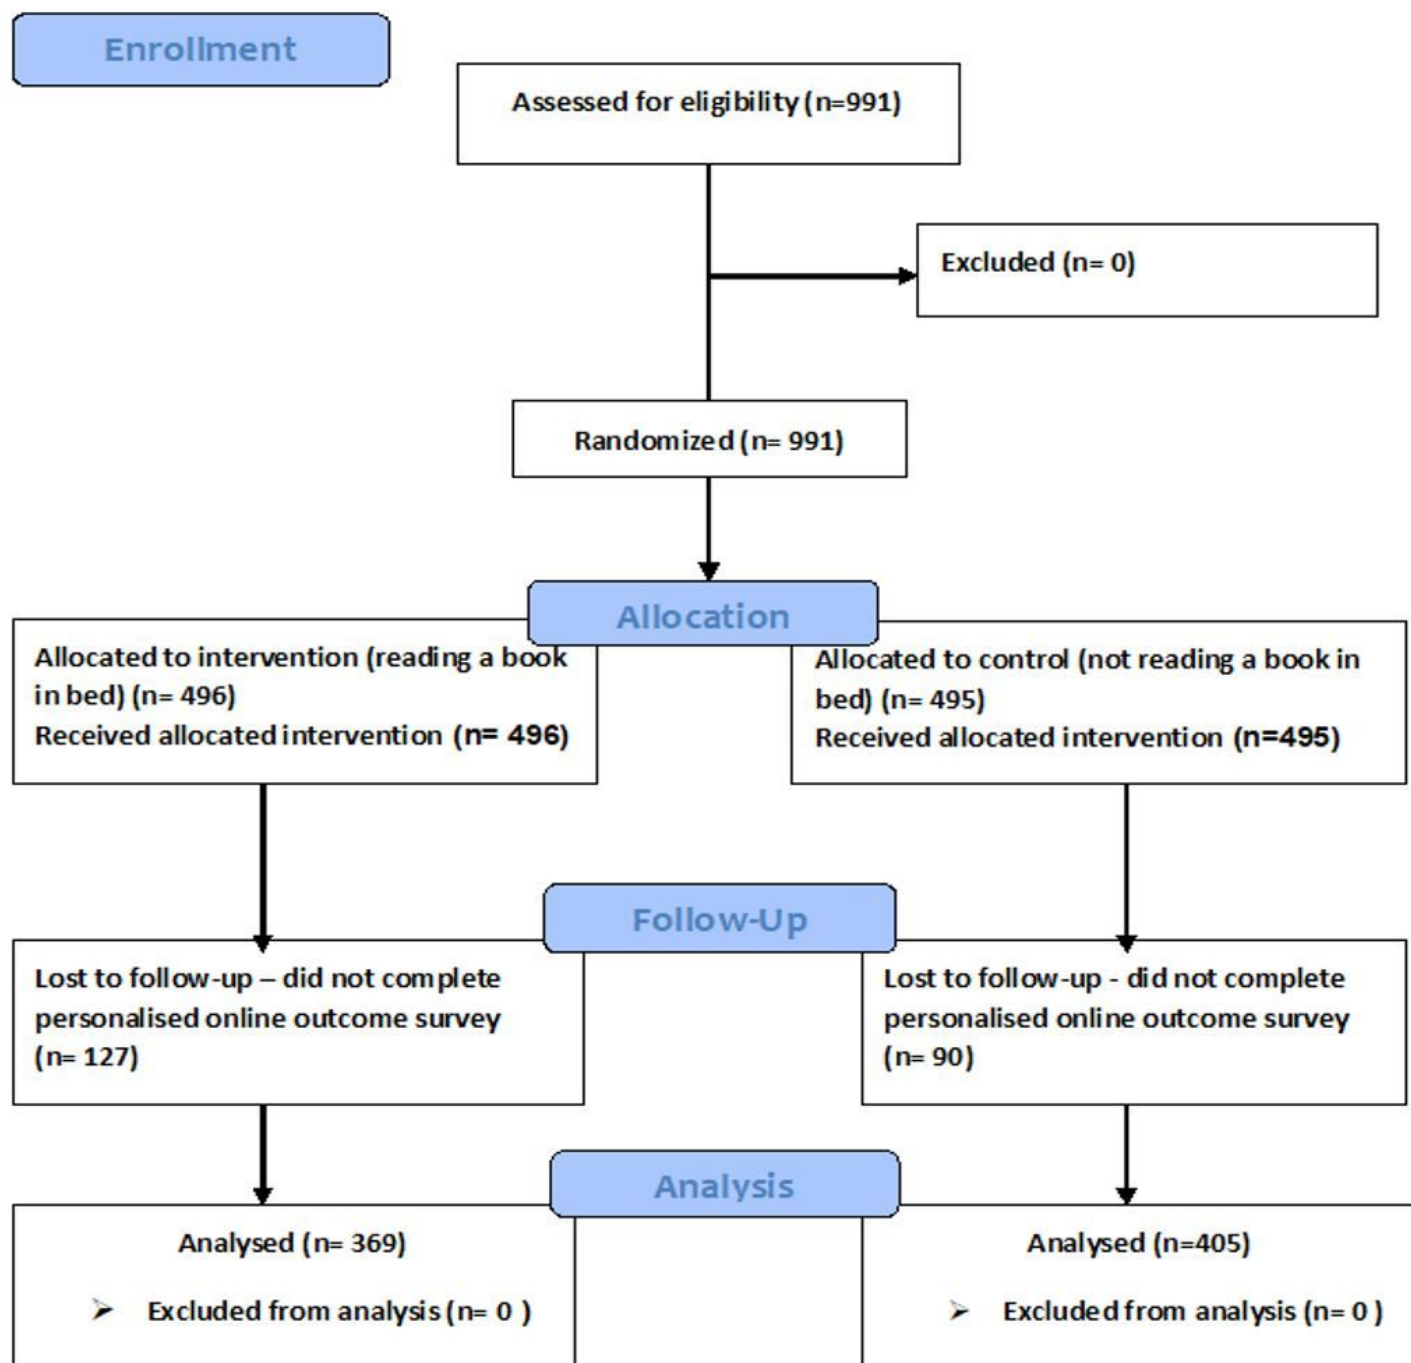 Enrollment
Assessed for eligibility (n=991)
Excluded (n= 0)
Randomized (n= 991)
Allocation
Allocated to intervention (reading a book
in bed) (n= 496)
Received allocated intervention (n= 496)
Allocated to control (not reading a book in
bed) (n= 495)
Received allocated intervention (n=495)
Follow-Up
Lost to follow-up – did not complete
personalised online outcome survey
(n= 127)
Lost to follow-up - did not complete
personalised online outcome survey
(n= 90)
Analysis
Analysed (n= 369)
➢ Excluded from analysis (n= 0 )
Analysed (n=405)
➢ Excluded from analysis (n= 0 )